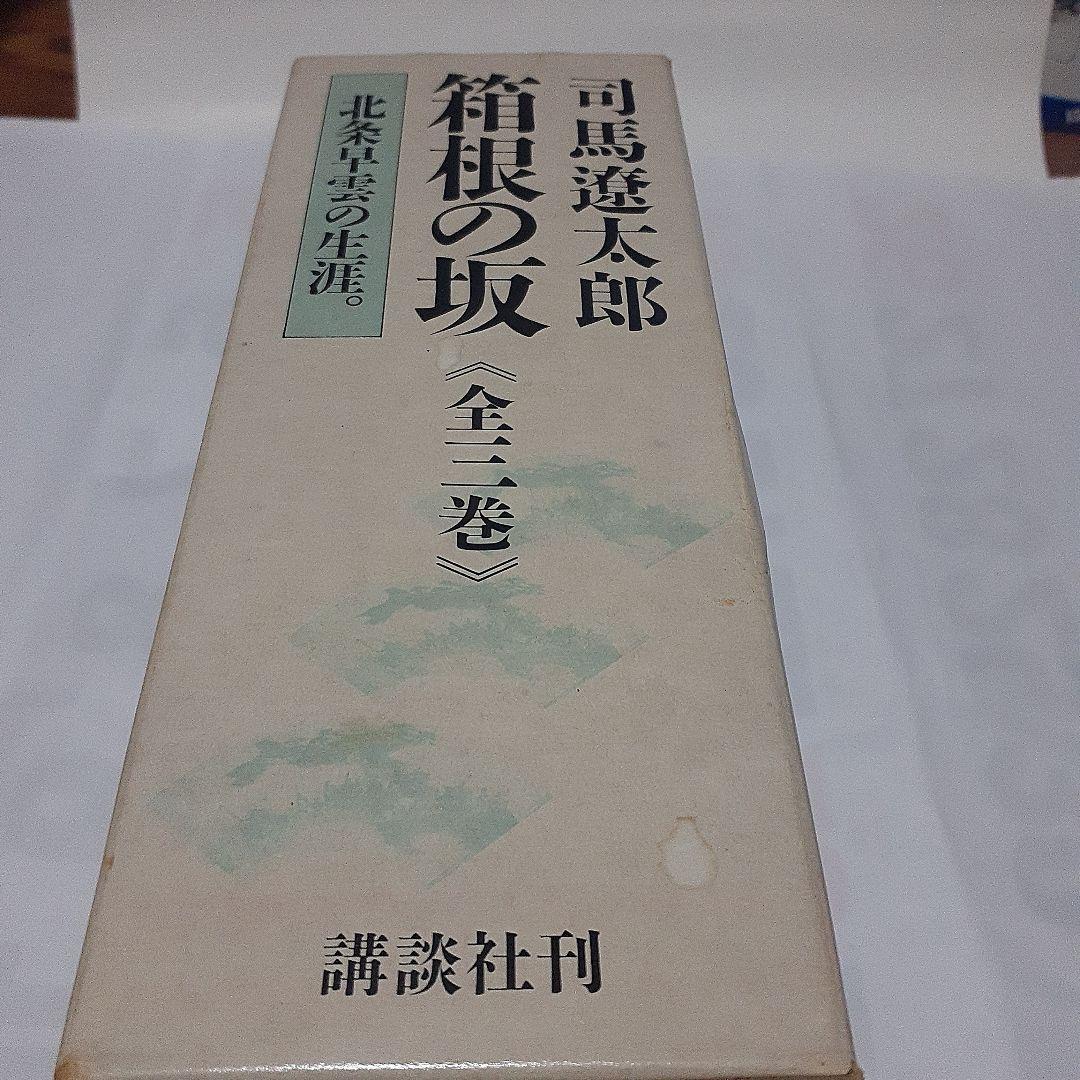 司馬遼太郎
箱根の坂
《全三巻》
北条早雲の生涯。
講談社刊